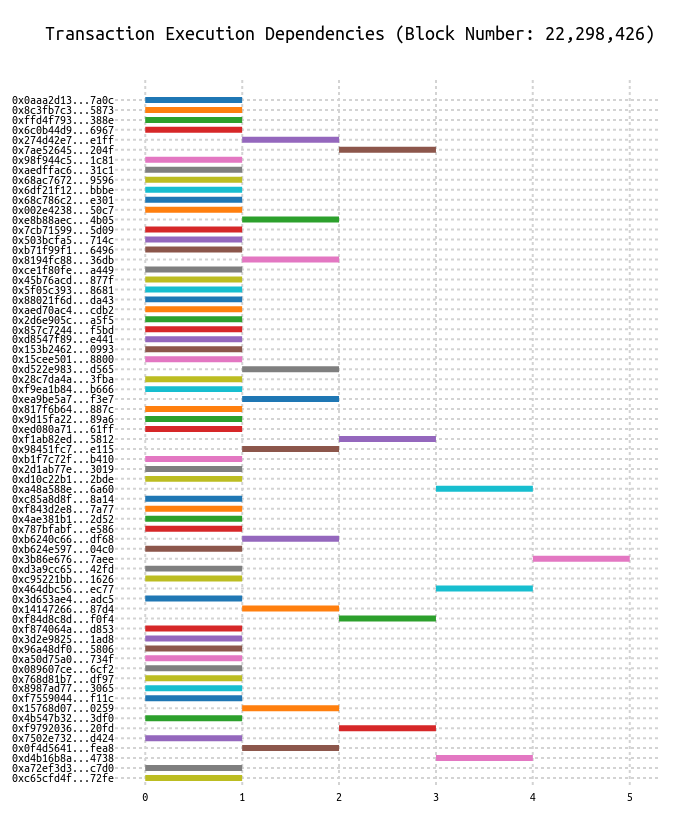 Transaction Execution Dependencies (Block Number: 22,298,426)
0x0aaa2d13...7a0c
0x8c3fb7c3...5873
0xffd4f793...388e
0x6c0b44d9...6967
0x274d42e7...e1ff
0x7ae52645...204f
0x98f944c5...1c81
0xaedffac6...31c1
0x68ac7672...9596
0x6df21f12...bbbe
0x68c786c2...e301
0x002e4238...50c7
0xe8b88aec...4b05
0x7cb71599...5d09
0x503bcfa5...714c
0xb71f99f1...6496
0x8194fc88...36db
0xce1f80fe...a449
0x45b76acd...877f
0x5f05c393...8681
0x88021f6d...da43
0xaed70ac4...cdb2
0x2d6e905c...a5f5
0x857c7244...f5bd
0xd8547f89...e441
0x153b2462...0993
0x15cee501...8800
0xd522e983...d565
0x28c7da4a...3fba
0xf9ea1b84...b666
0xea9be5a7...f3e7
0x817f6b64...887c
0x9d15fa22...89a6
0xed080a71...61ff
0xf1ab82ed...5812
0x98451fc7...e115
0xb1f7c72f...b410
0x2d1ab77e...3019
0xd10c22b1...2bde
0xa48a588e...6a60
0xc85a8d8f...8a14
0xf843d2e8...7a77
0x4ae381b1...2d52
0x787bfabf...e586
0xb6240c66...df68
0xb624e597...04c0
0x3b86e676...7aee
0xd3a9cc65...42fd
0xc95221bb...1626
0x464dbc56...ec77
0x3d653ae4...adc5
0x14147266...87d4
0xf84d8c8d...f0f4
0xf874064a...d853
0x3d2e9825...1ad8
0x96a48df0...5806
0xa50d75a0...734f
0x089607ce...6cf2
0x768d81b7...df97
0x8987ad77...3065
0xf7559044...f11c
0x15768d07...0259
0x4b547b32...3df0
0xf9792036...20fd
0x7502e732...d424
0x0f4d5641...fea8
0xd4b16b8a...4738
0xa72ef3d3...c7d0
0xc65cfd4f...72fe
0 1 2 3 4 5